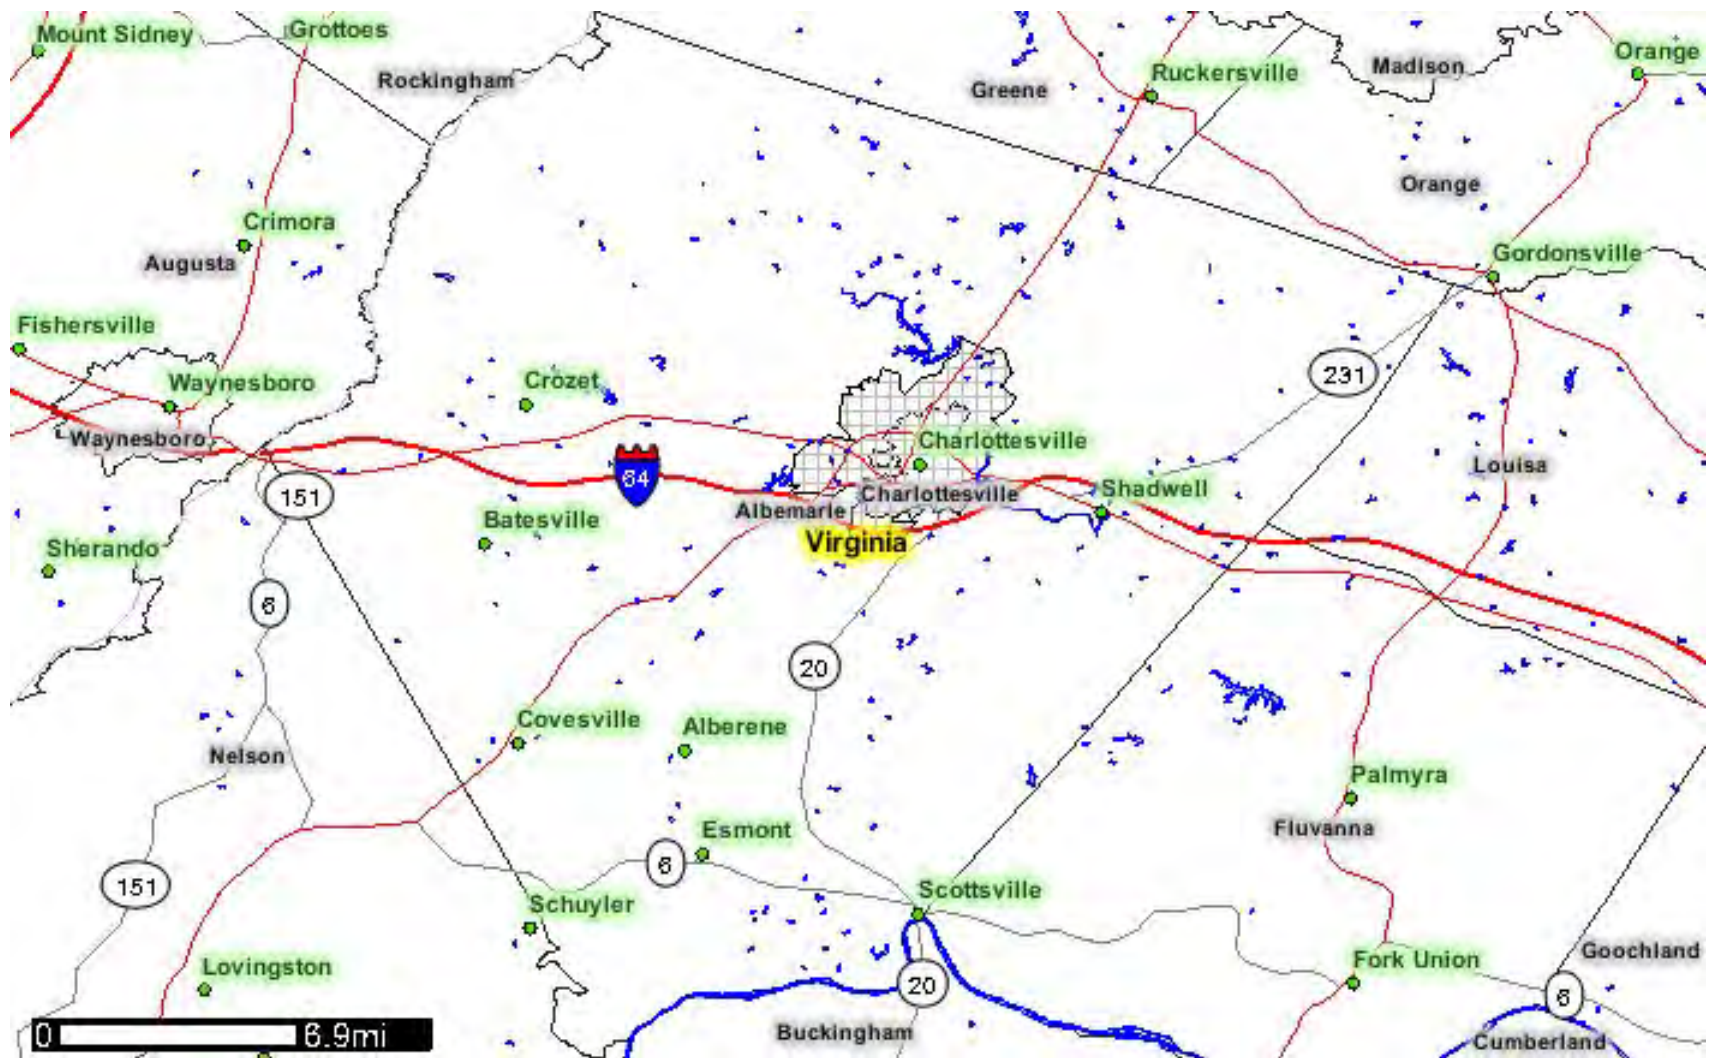 Mount Sidney
Grottoes
Rockingham
Greene
Ruckersville
Madison
Orange
Orange
Crimora
Augusta
Gordonsville
Fishersville
Waynesboro
Crozet
231
Waynesboro
Charlottesville
Louisa
64
151
Charlottesville
Shadwell
Albemarle
Batesville
Virginia
Sherando
6
20
Covesville
Alberene
Nelson
Palmyra
Esmont
Fluvanna
6
151
Scottsville
Schuyler
Goochland
Fork Union
Lovingston
20
6
0 6.9mi
Buckingham
Cumberland